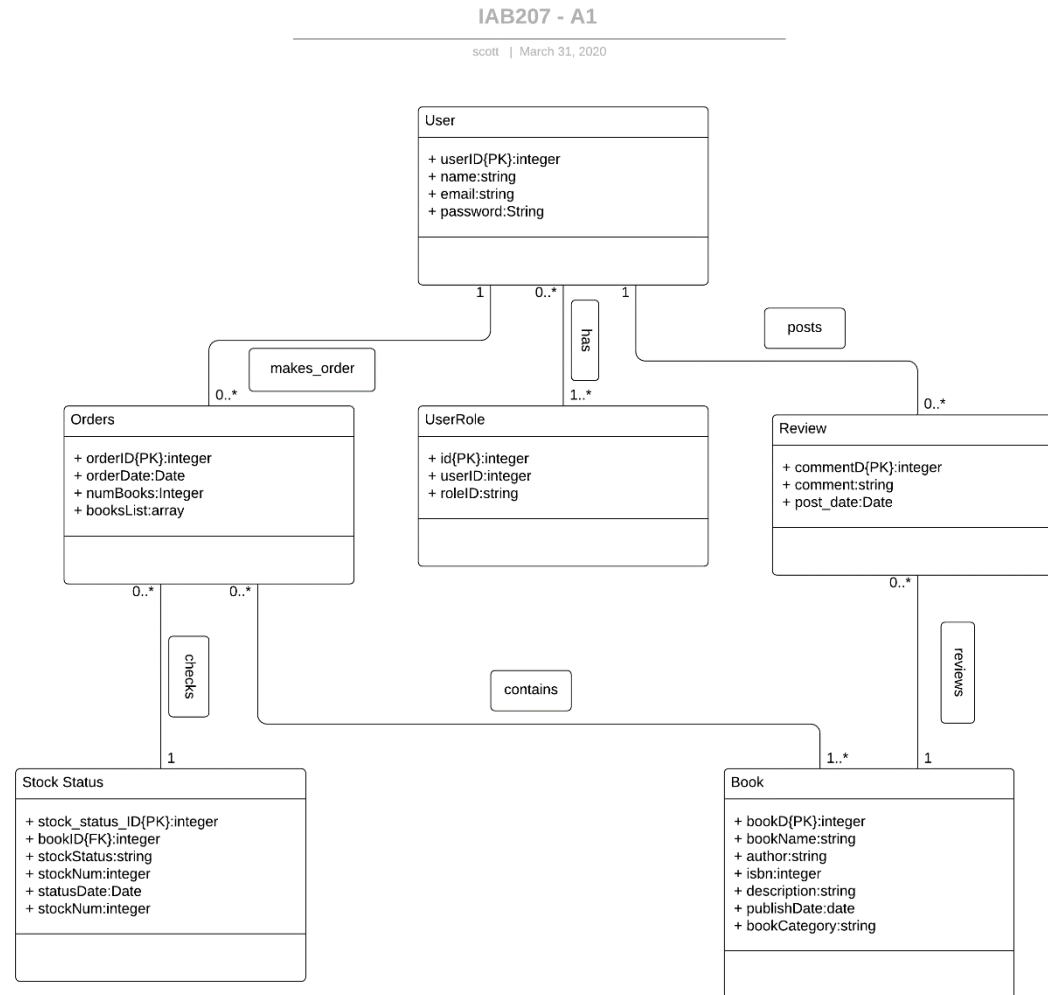 IAB207 - A1
scott | March 31, 2020
User
+ userID{PK}:integer
+ name:string
+ email:string
+ password:String
1
0..*
1
has
posts
makes_order
0..*
1..*
0..*
Orders
+ orderID{PK}:integer
+ orderDate:Date
+ numBooks:Integer
+ booksList:array
UserRole
+ id{PK}:integer
+ userID:integer
+ roleID:string
Review
+ commentD{PK}:integer
+ comment:string
+ post_date:Date
0..*
0..*
0..*
checks
contains
reviews
1
1..*
1
Stock Status
+ stock_status_ID{PK}:integer
+ bookID{FK}:integer
+ stockStatus:string
+ stockNum:integer
+ statusDate:Date
+ stockNum:integer
Book
+ bookD{PK}:integer
+ bookName:string
+ author:string
+ isbn:integer
+ description:string
+ publishDate:date
+ bookCategory:string